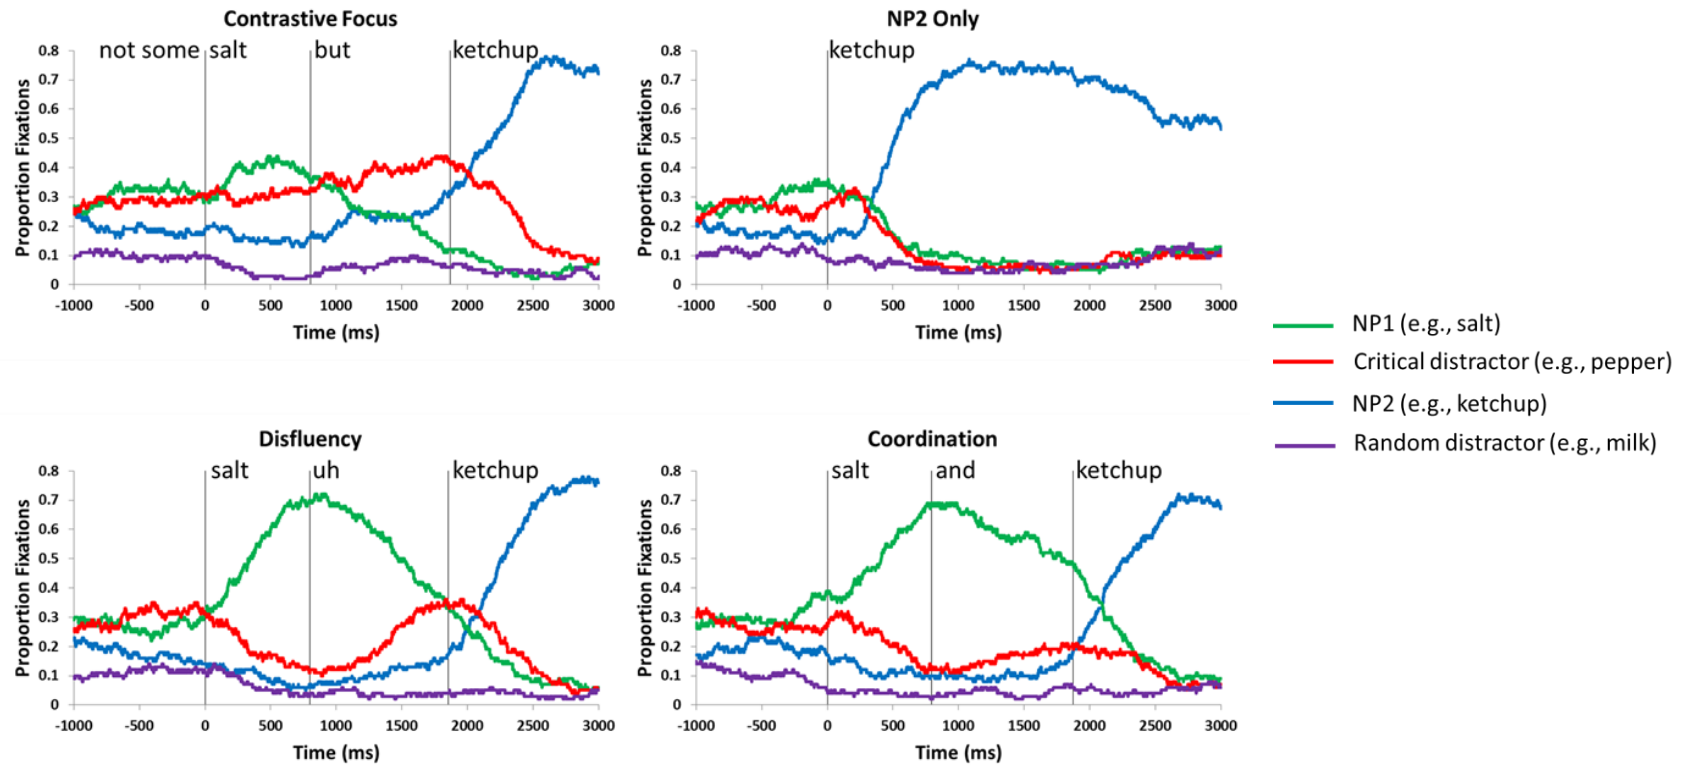 Contrastive Focus
not some salt but ketchup
Proportion Fixations
0.8
0.7
0.6
0.5
0.4
0.3
0.2
0.1
0
-1000 -500 0 500 1000 1500 2000 2500 3000
Time (ms)
NP2 Only
ketchup
Proportion Fixations
0.8
0.7
0.6
0.5
0.4
0.3
0.2
0.1
0
-1000 -500 0 500 1000 1500 2000 2500 3000
Time (ms)
Disfluency
salt uh ketchup
Proportion Fixations
0.8
0.7
0.6
0.5
0.4
0.3
0.2
0.1
0
-1000 -500 0 500 1000 1500 2000 2500 3000
Time (ms)
Coordination
salt and ketchup
Proportion Fixations
0.8
0.7
0.6
0.5
0.4
0.3
0.2
0.1
0
-1000 -500 0 500 1000 1500 2000 2500 3000
Time (ms)
NP1 (e.g., salt)
Critical distractor (e.g., pepper)
NP2 (e.g., ketchup)
Random distractor (e.g., milk)